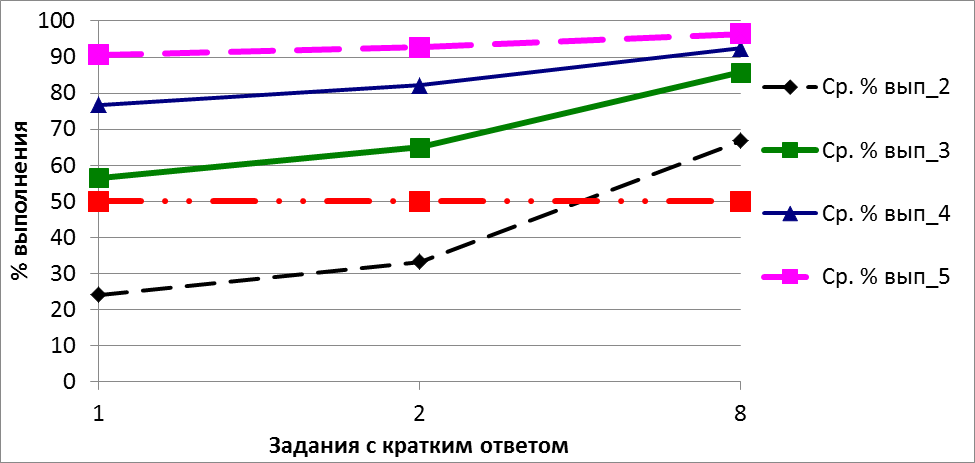 100
90
80
70
60
50
40
30
20
10
0
% выполнения
1 2 8
Задания с кратким ответом
Ср. % вып_2
Ср. % вып_3
Ср. % вып_4
Ср. % вып_5